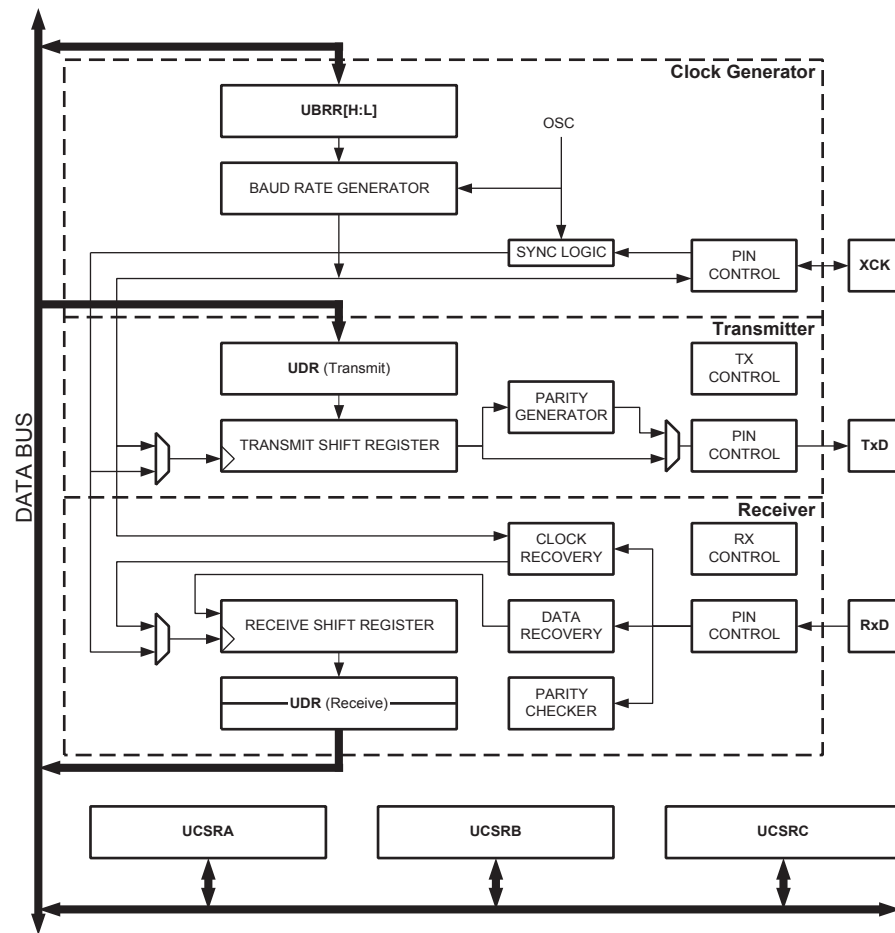 Clock Generator
UBRR[H:L]
OSC
BAUD RATE GENERATOR
SYNC LOGIC
PIN
CONTROL
XCK
Transmitter
UDR (Transmit)
TX
CONTROL
PARITY
GENERATOR
TRANSMIT SHIFT REGISTER
PIN
CONTROL
TxD
DATA BUS
Receiver
CLOCK
RECOVERY
RX
CONTROL
RECEIVE SHIFT REGISTER
DATA
RECOVERY
PIN
CONTROL
RxD
UDR (Receive)
PARITY
CHECKER
UCSRA
UCSRB
UCSRC